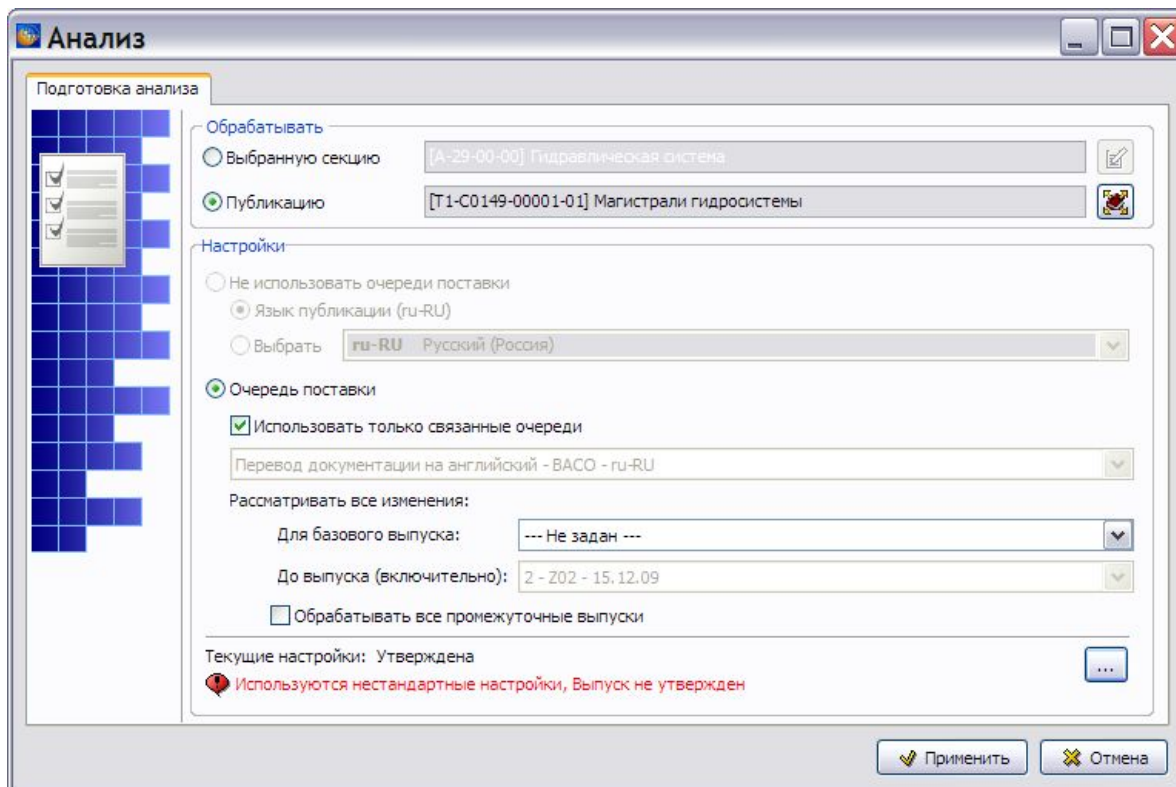 Анализ
Подготовка анализа
Обрабатывать
Выбранную секцию [A-29-00-00] Гидравлическая система
Публикацию [T1-C0149-00001-01] Магистрали гидросистемы
Настройки
Не использовать очереди поставки
Язык публикации (ru-RU)
Выбрать ru-RU Русский (Россия)
Очередь поставки
Использовать только связанные очереди
Перевод документации на английский - BACO - ru-RU
Рассматривать все изменения:
Для базового выпуска: --- Не задан ---
До выпуска (включительно): 2 - Z02 - 15.12.09
Обрабатывать все промежуточные выпуски
Текущие настройки: Утверждена ...
Используются нестандартные настройки, Выпуск не утвержден
Применить Отмена